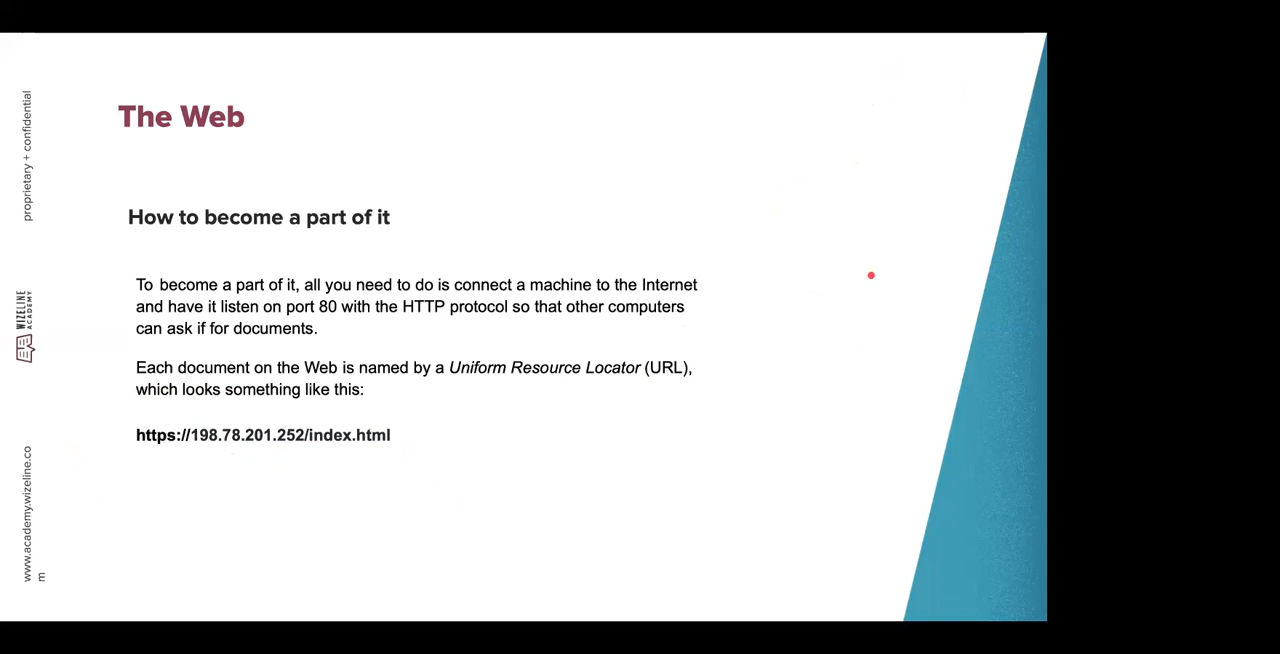 The Web
How to become a part of it
To become a part of it, all you need to do is connect a machine to the Internet
and have it listen on port 80 with the HTTP protocol so that other computers
can ask if for documents.
Each document on the Web is named by a Uniform Resource Locator (URL),
which looks something like this:
https://198.78.201.252/index.html
proprietary + confidential
WIZELINE
ACADEMY
www.academy.wizeline.co
m